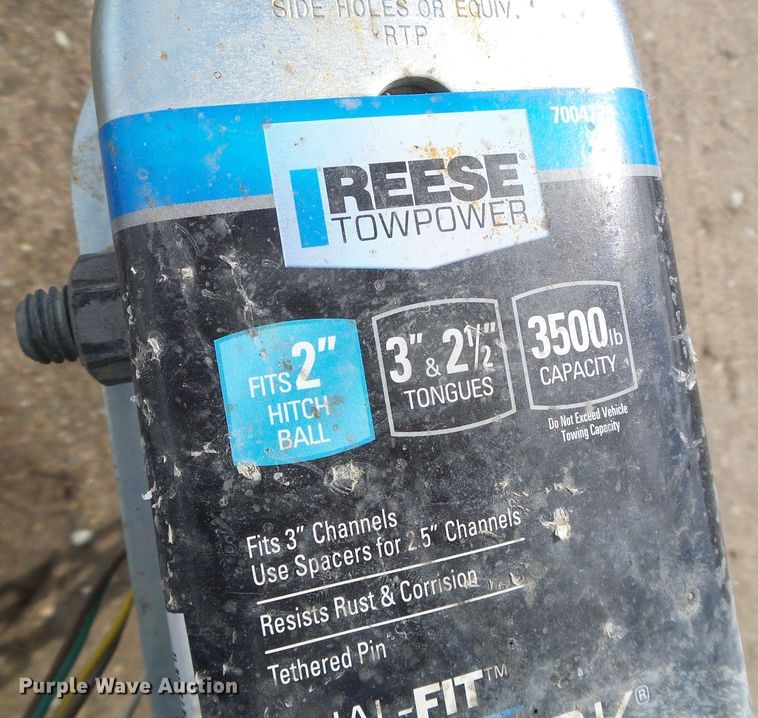 SIDE HOLES OR EQUIV.
RTP
REESE®
TOWPOWER
FITS 2"
HITCH
BALL
3" & 2½"
TONGUES
3500 lb
CAPACITY
Do Not Exceed Vehicle
Towing Capacity
Fits 3" Channels
Use Spacers for 2.5" Channels
Resists Rust & Corrision
Tethered Pin
Purple Wave Auction